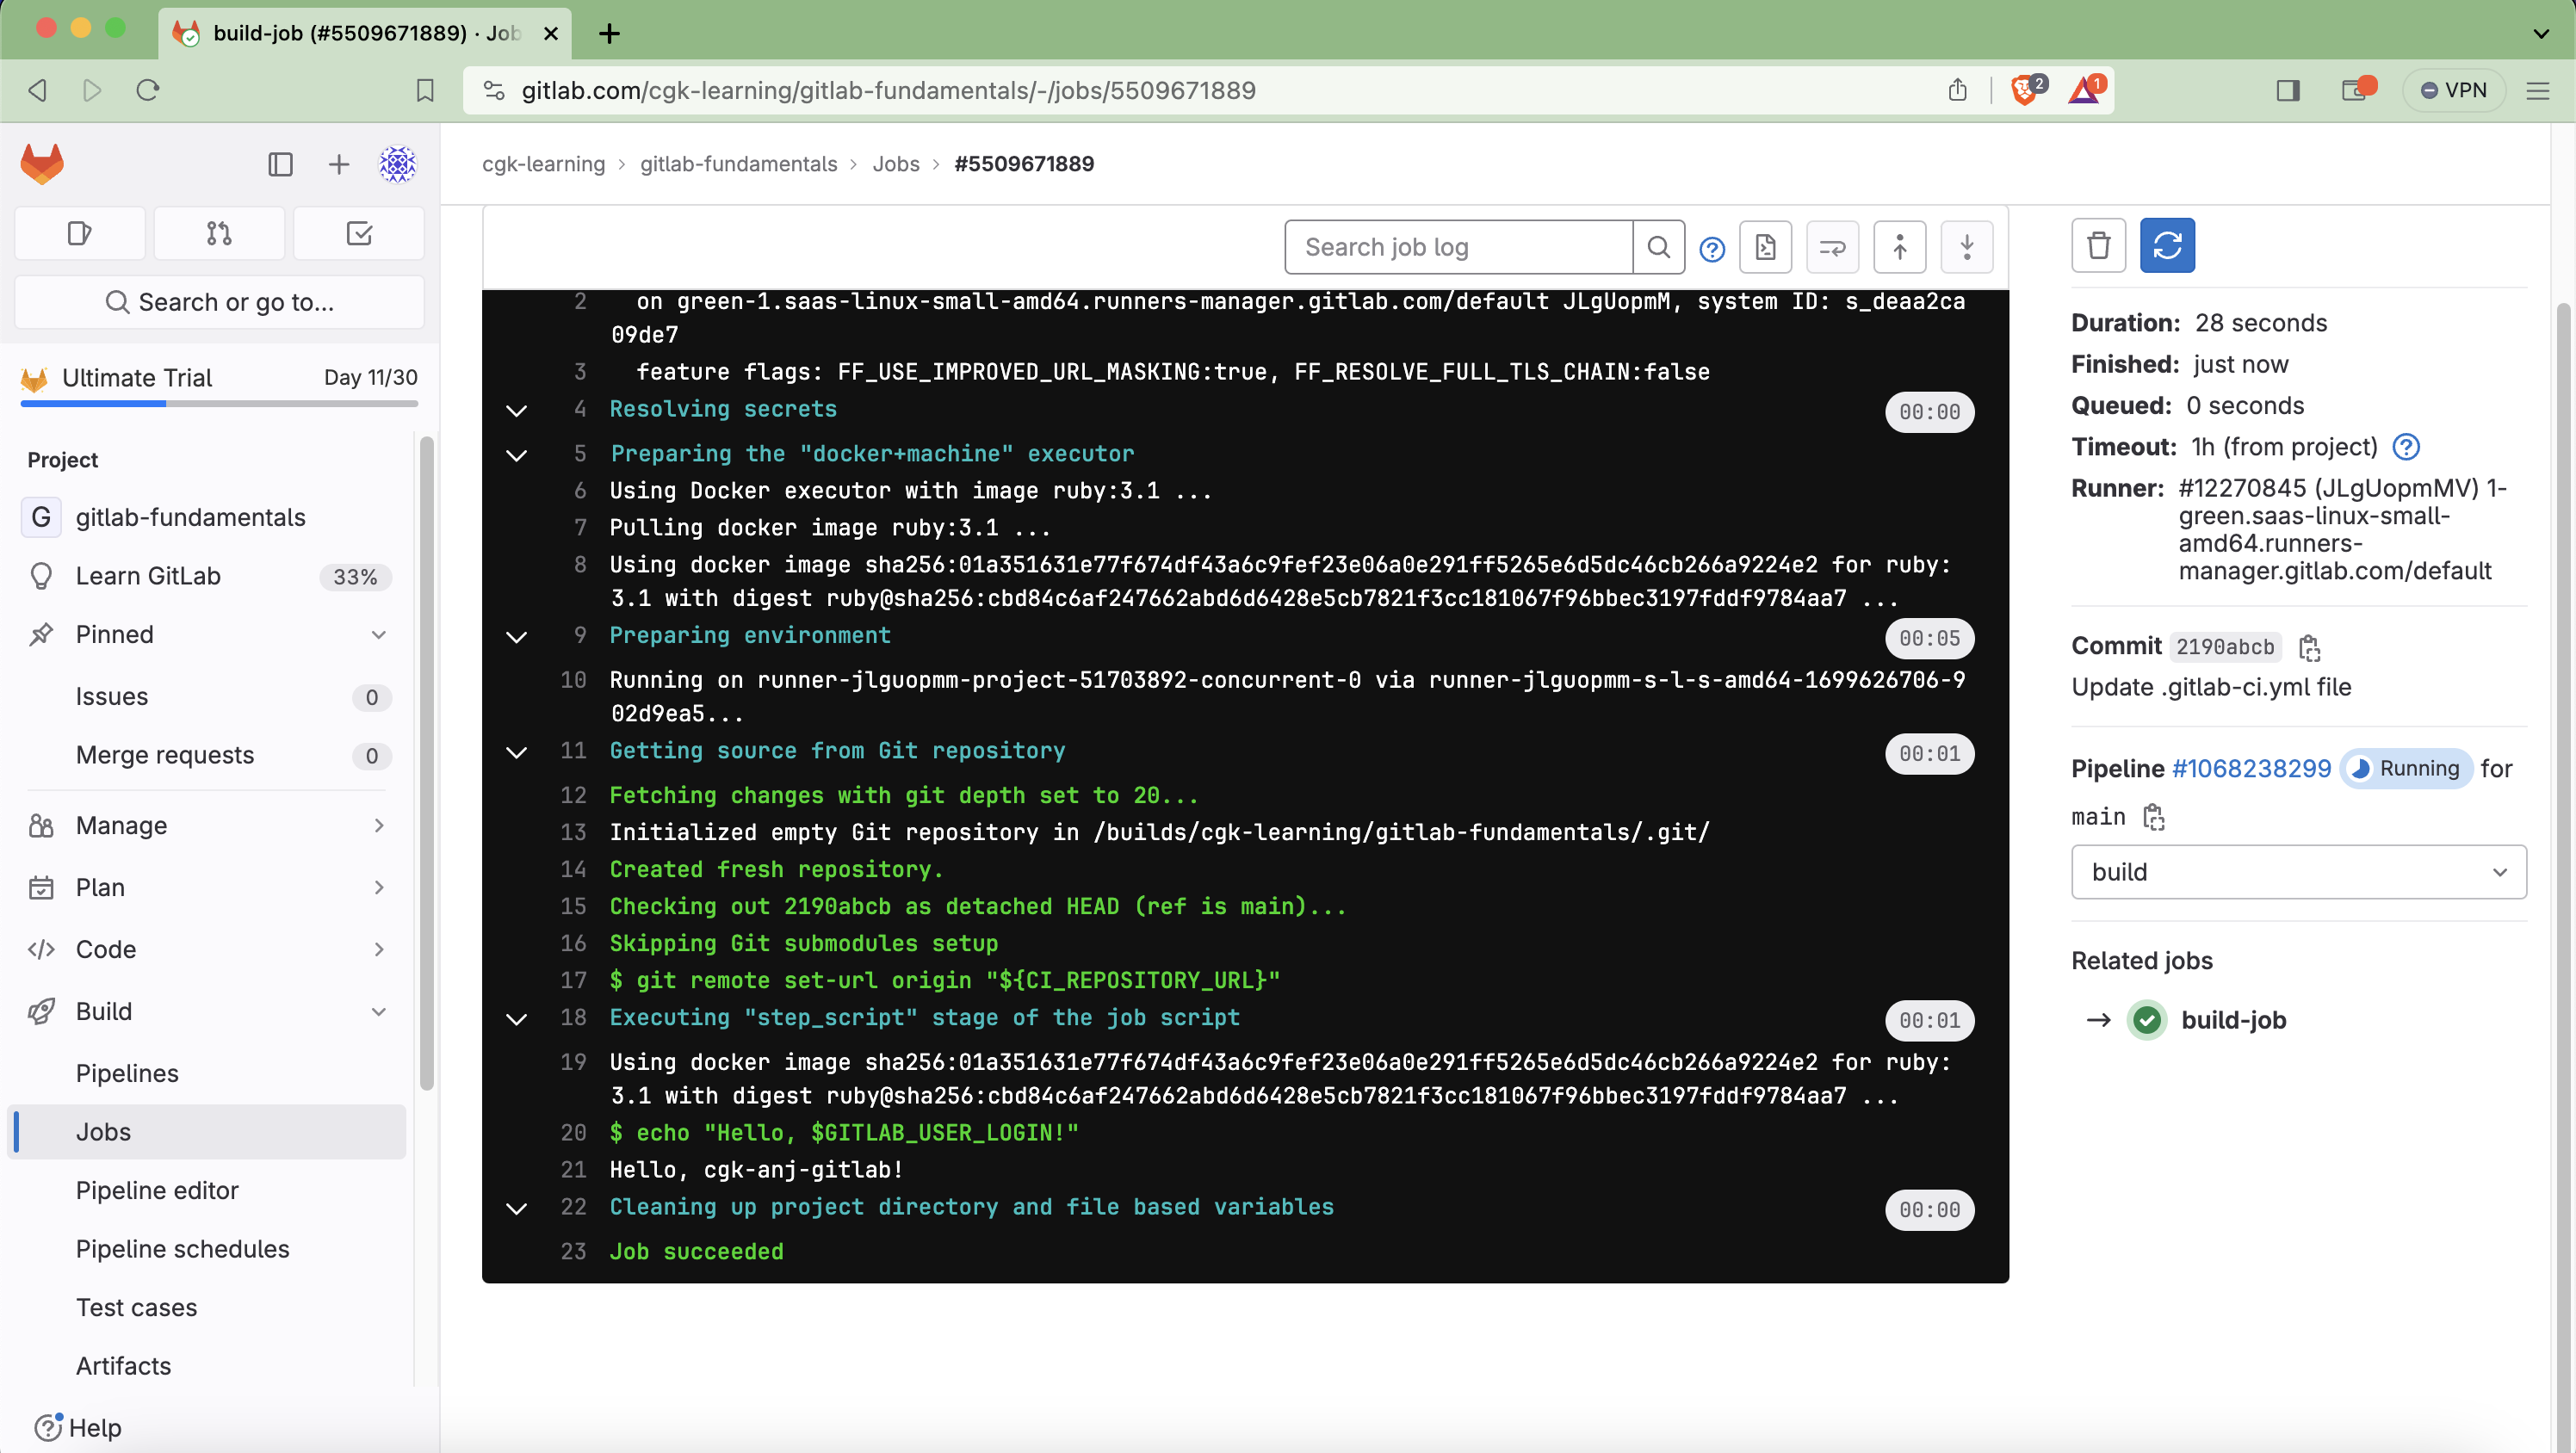 build-job (#5509671889) · Job
gitlab.com/cgk-learning/gitlab-fundamentals/-/jobs/5509671889
2
1
VPN
cgk-learning › gitlab-fundamentals › Jobs › #5509671889
Search or go to...
Ultimate Trial Day 11/30
Project
G gitlab-fundamentals
Learn GitLab 33%
Pinned
Issues 0
Merge requests 0
Manage
Plan
Code
Build
Pipelines
Jobs
Pipeline editor
Pipeline schedules
Test cases
Artifacts
Help
Search job log
2 on green-1.saas-linux-small-amd64.runners-manager.gitlab.com/default JLgUopmM, system ID: s_deaa2ca
09de7
3 feature flags: FF_USE_IMPROVED_URL_MASKING:true, FF_RESOLVE_FULL_TLS_CHAIN:false
4 Resolving secrets 00:00
5 Preparing the "docker+machine" executor
6 Using Docker executor with image ruby:3.1 ...
7 Pulling docker image ruby:3.1 ...
8 Using docker image sha256:01a351631e77f674df43a6c9fef23e06a0e291ff5265e6d5dc46cb266a9224e2 for ruby:
3.1 with digest ruby@sha256:cbd84c6af247662abd6d6428e5cb7821f3cc181067f96bbec3197fddf9784aa7 ...
9 Preparing environment 00:05
10 Running on runner-jlguopmm-project-51703892-concurrent-0 via runner-jlguopmm-s-l-s-amd64-1699626706-9
02d9ea5...
11 Getting source from Git repository 00:01
12 Fetching changes with git depth set to 20...
13 Initialized empty Git repository in /builds/cgk-learning/gitlab-fundamentals/.git/
14 Created fresh repository.
15 Checking out 2190abcb as detached HEAD (ref is main)...
16 Skipping Git submodules setup
17 $ git remote set-url origin "${CI_REPOSITORY_URL}"
18 Executing "step_script" stage of the job script 00:01
19 Using docker image sha256:01a351631e77f674df43a6c9fef23e06a0e291ff5265e6d5dc46cb266a9224e2 for ruby:
3.1 with digest ruby@sha256:cbd84c6af247662abd6d6428e5cb7821f3cc181067f96bbec3197fddf9784aa7 ...
20 $ echo "Hello, $GITLAB_USER_LOGIN!"
21 Hello, cgk-anj-gitlab!
22 Cleaning up project directory and file based variables 00:00
23 Job succeeded
Duration: 28 seconds
Finished: just now
Queued: 0 seconds
Timeout: 1h (from project)
Runner: #12270845 (JLgUopmMV) 1-
green.saas-linux-small-
amd64.runners-
manager.gitlab.com/default
Commit 2190abcb
Update .gitlab-ci.yml file
Pipeline #1068238299 Running for
main
build
Related jobs
build-job